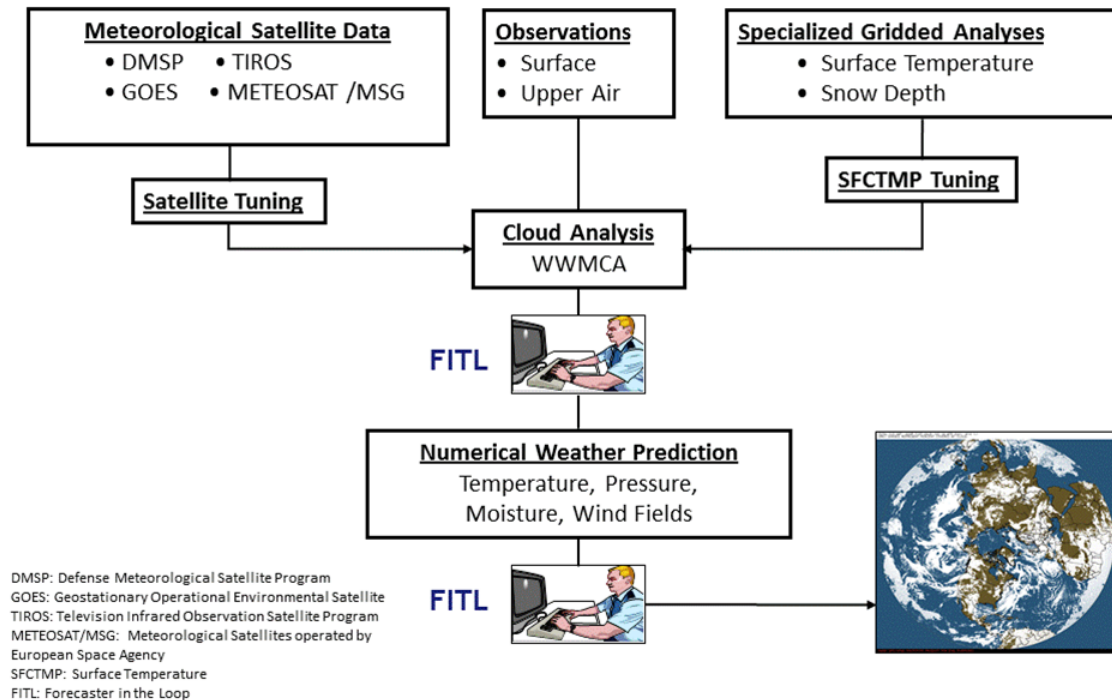 Meteorological Satellite Data
• DMSP • TIROS
• GOES • METEOSAT /MSG
Observations
• Surface
• Upper Air
Specialized Gridded Analyses
• Surface Temperature
• Snow Depth
Satellite Tuning
SFCTMP Tuning
Cloud Analysis
WWMCA
FITL
Numerical Weather Prediction
Temperature, Pressure,
Moisture, Wind Fields
FITL
DMSP: Defense Meteorological Satellite Program
GOES: Geostationary Operational Environmental Satellite
TIROS: Television Infrared Observation Satellite Program
METEOSAT/MSG: Meteorological Satellites operated by
European Space Agency
SFCTMP: Surface Temperature
FITL: Forecaster in the Loop